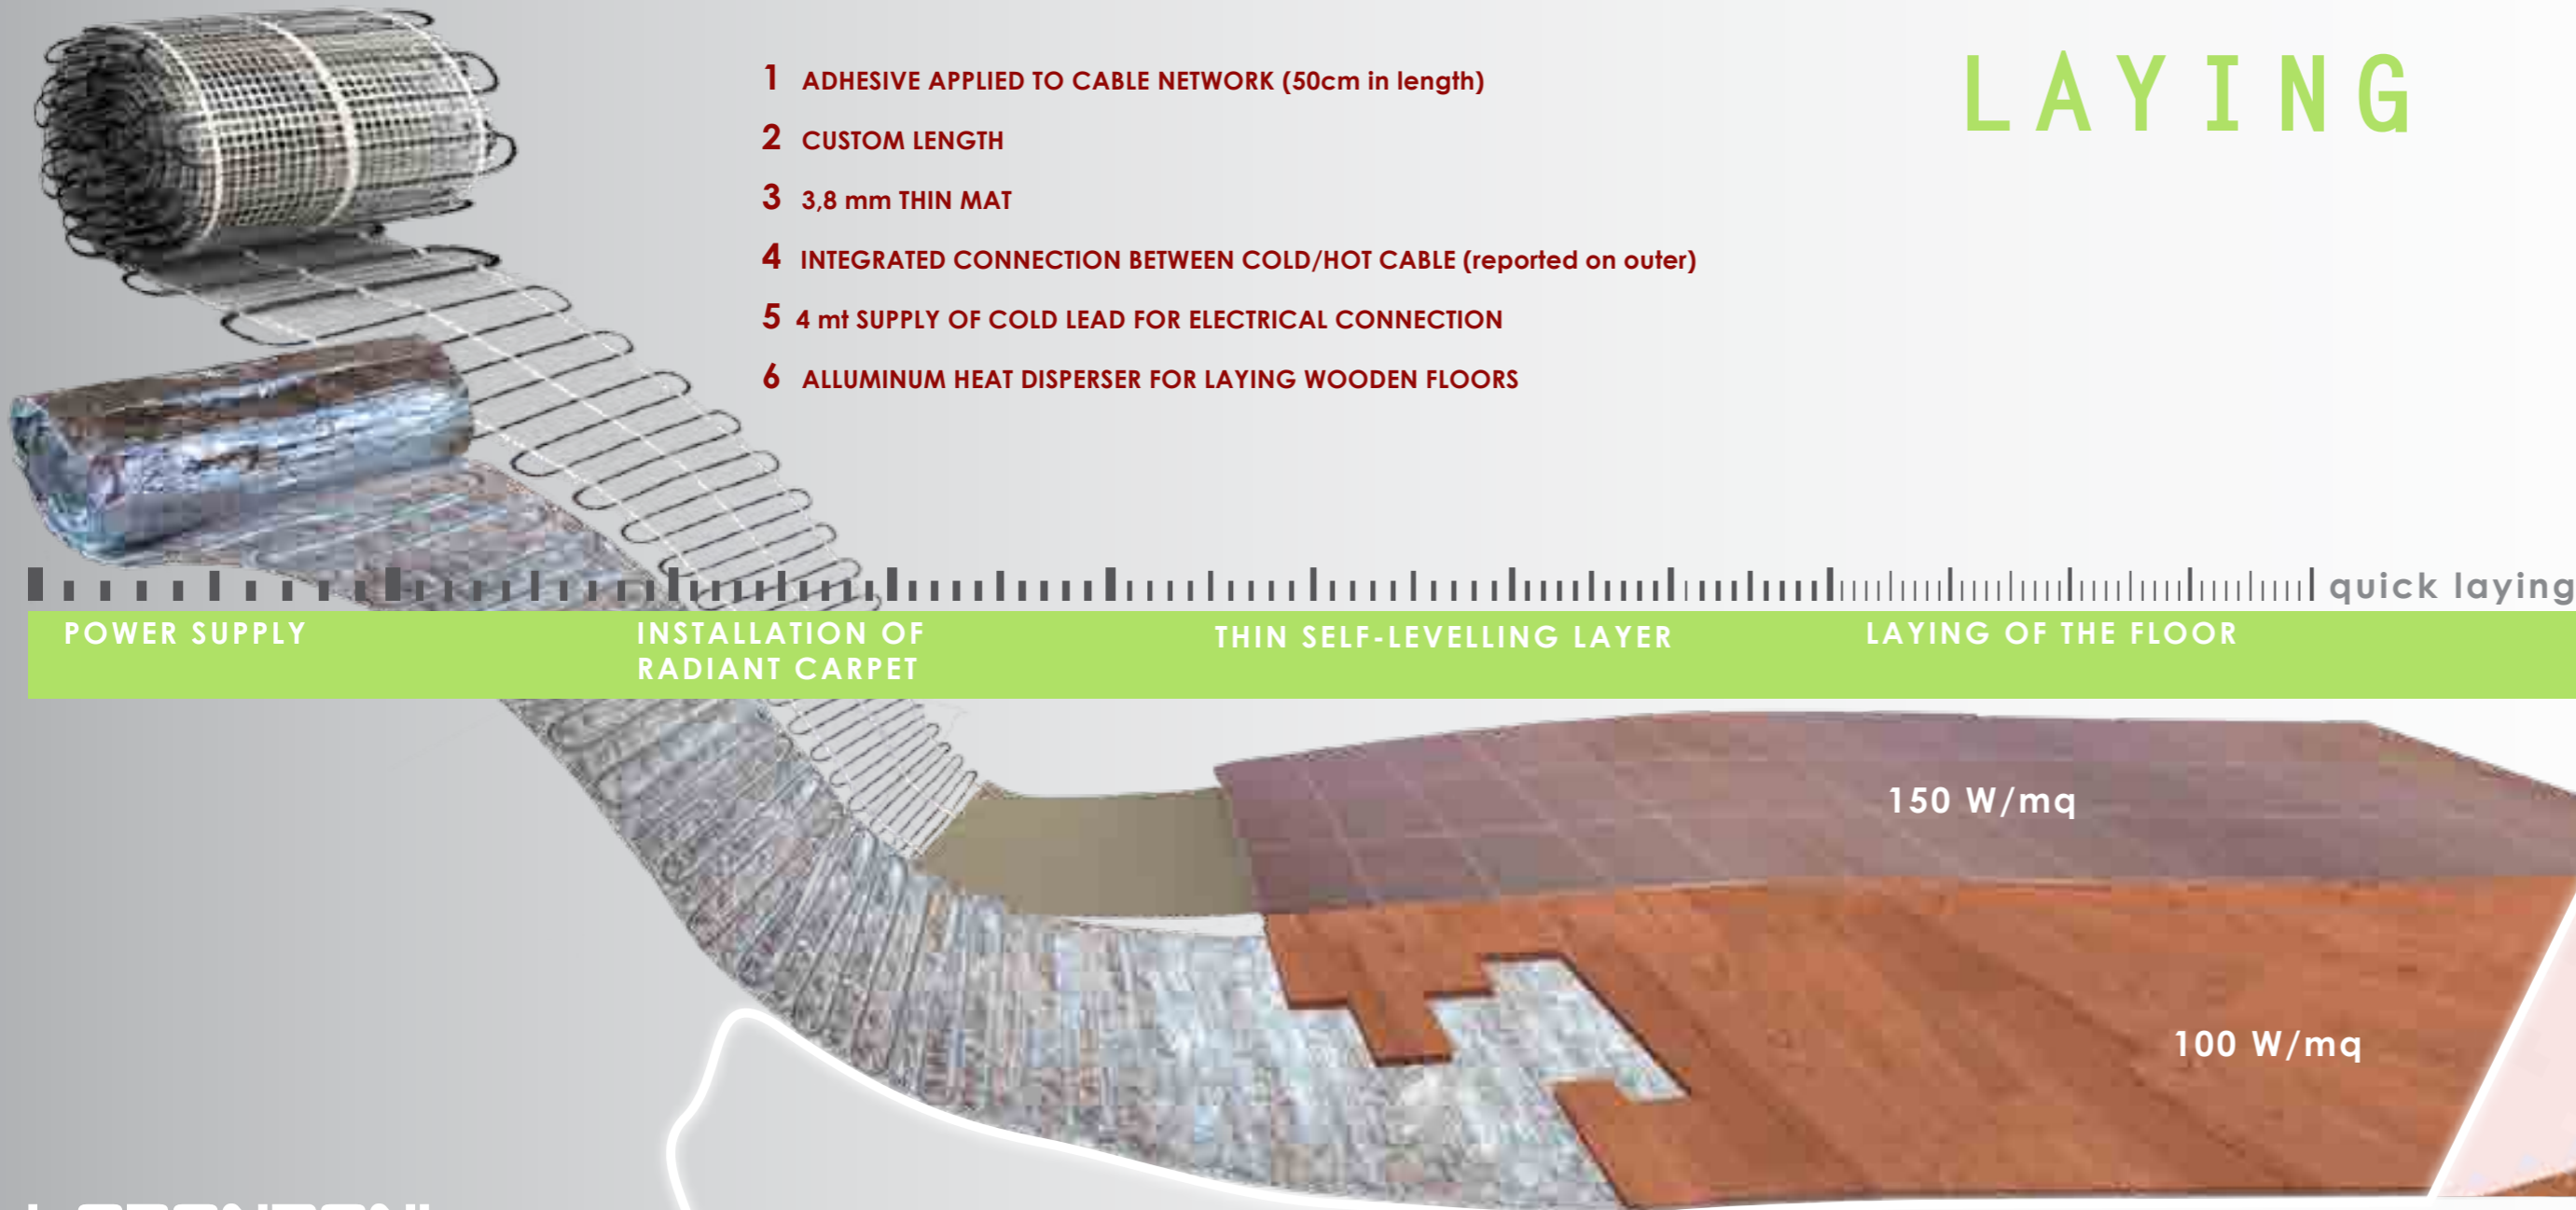 LAYING
1 ADHESIVE APPLIED TO CABLE NETWORK (50cm in length)
2 CUSTOM LENGTH
3 3,8 mm THIN MAT
4 INTEGRATED CONNECTION BETWEEN COLD/HOT CABLE (reported on outer)
5 4 mt SUPPLY OF COLD LEAD FOR ELECTRICAL CONNECTION
6 ALLUMINUM HEAT DISPERSER FOR LAYING WOODEN FLOORS
quick laying
POWER SUPPLY
INSTALLATION OF
RADIANT CARPET
THIN SELF-LEVELLING LAYER
LAYING OF THE FLOOR
150 W/mq
100 W/mq